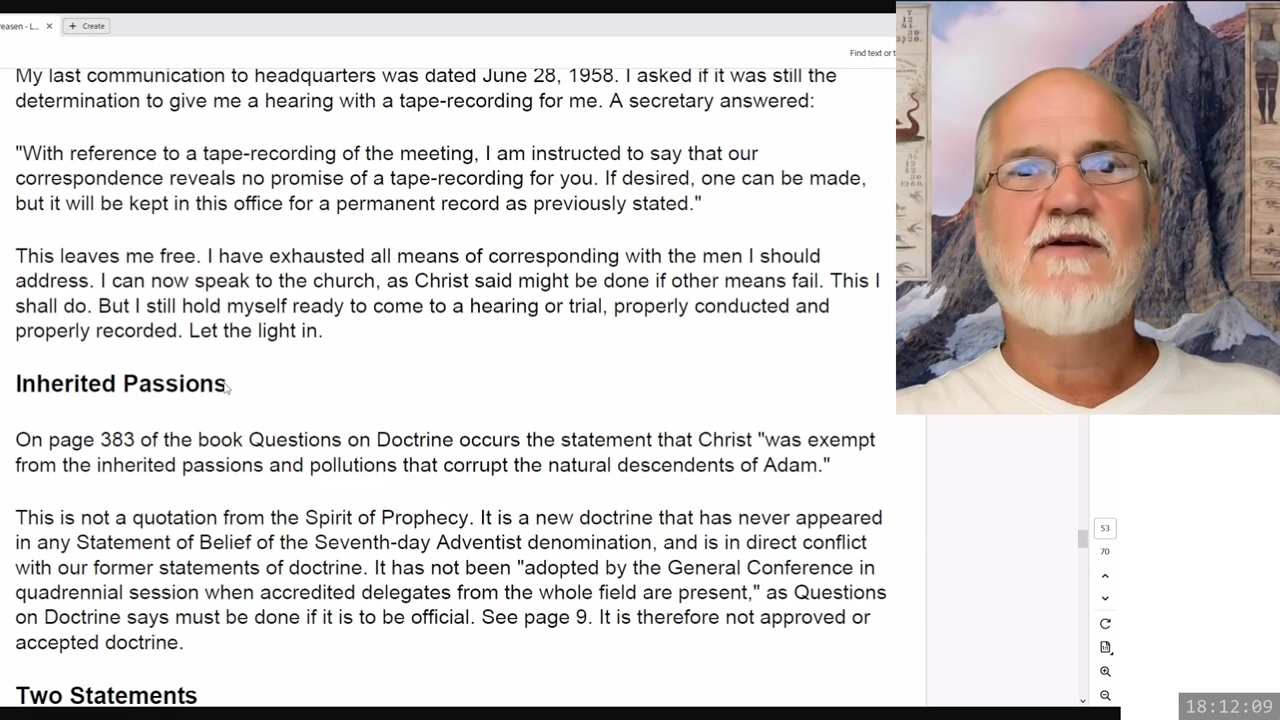 reasen - L...
Create
Find text or t
My last communication to headquarters was dated June 28, 1958. I asked if it was still the
determination to give me a hearing with a tape-recording for me. A secretary answered:
"With reference to a tape-recording of the meeting, I am instructed to say that our
correspondence reveals no promise of a tape-recording for you. If desired, one can be made,
but it will be kept in this office for a permanent record as previously stated."
This leaves me free. I have exhausted all means of corresponding with the men I should
address. I can now speak to the church, as Christ said might be done if other means fail. This I
shall do. But I still hold myself ready to come to a hearing or trial, properly conducted and
properly recorded. Let the light in.
Inherited Passions
On page 383 of the book Questions on Doctrine occurs the statement that Christ "was exempt
from the inherited passions and pollutions that corrupt the natural descendents of Adam."
This is not a quotation from the Spirit of Prophecy. It is a new doctrine that has never appeared
in any Statement of Belief of the Seventh-day Adventist denomination, and is in direct conflict
with our former statements of doctrine. It has not been "adopted by the General Conference in
quadrennial session when accredited delegates from the whole field are present," as Questions
on Doctrine says must be done if it is to be official. See page 9. It is therefore not approved or
accepted doctrine.
Two Statements
53
70
18:12:09